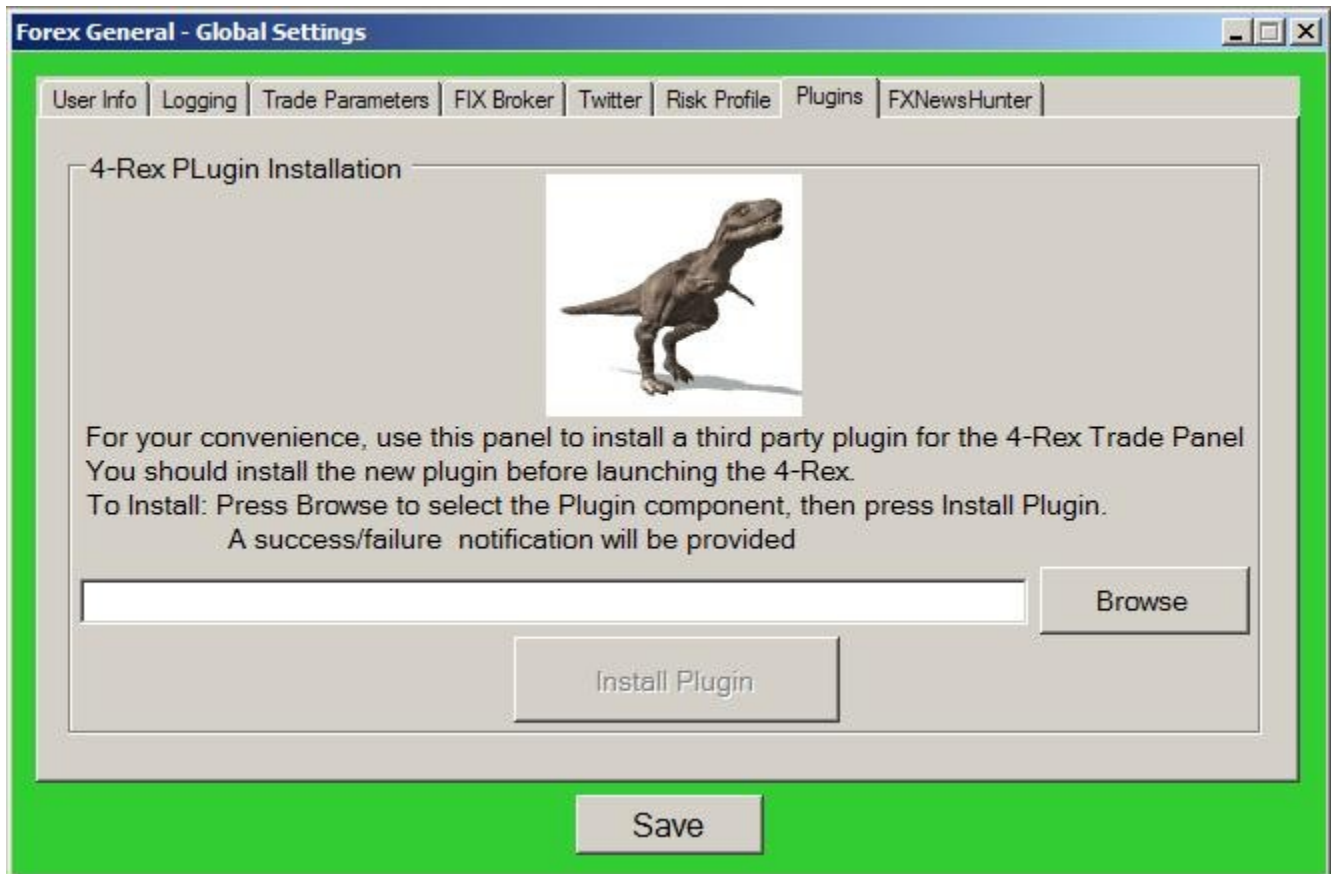 Forex General - Global Settings
User Info Logging Trade Parameters FIX Broker Twitter Risk Profile Plugins FXNewsHunter
4-Rex PLugin Installation
For your convenience, use this panel to install a third party plugin for the 4-Rex Trade Panel
You should install the new plugin before launching the 4-Rex.
To Install: Press Browse to select the Plugin component, then press Install Plugin.
A success/failure notification will be provided
Browse
Install Plugin
Save